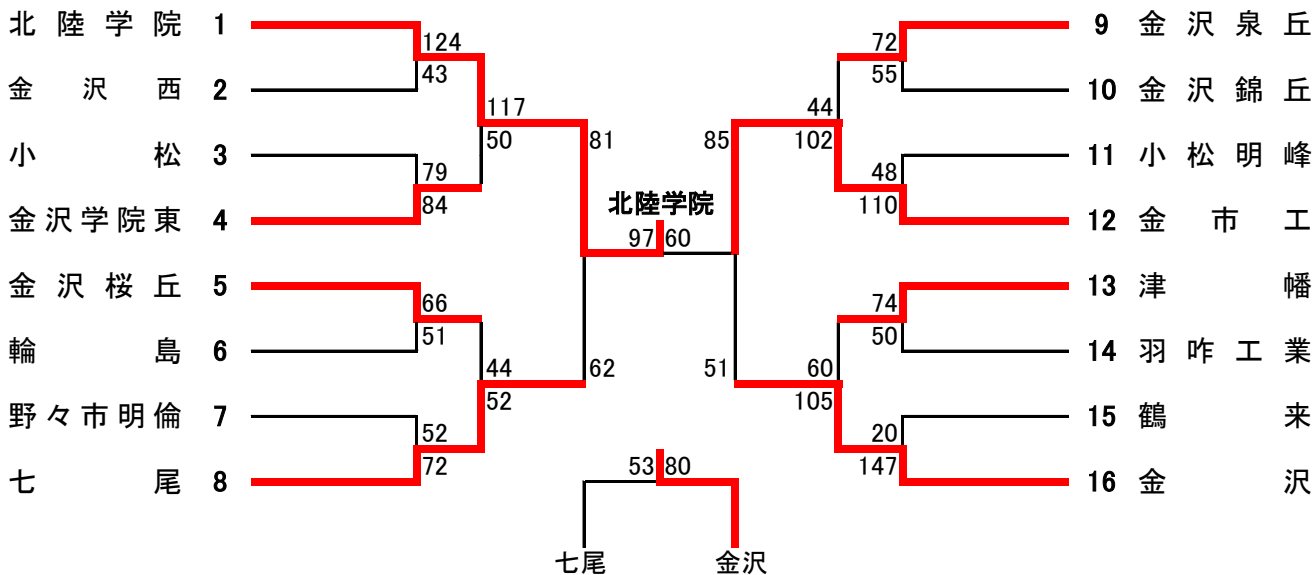 北陸学院 1 124 72 9 金沢泉丘
金沢西 2 43 55 10 金沢錦丘
117 44
小松 3 50 81 85 102 11 小松明峰
79 48
金沢学院東 4 84 北陸学院 110 12 金市工
97 60
金沢桜丘 5 66 74 13 津幡
輪島 6 51 50 14 羽咋工業
44 62 51 60
野々市明倫 7 52 105 15 鶴来
52 20
七尾 8 72 53 80 147 16 金沢
七尾 金沢